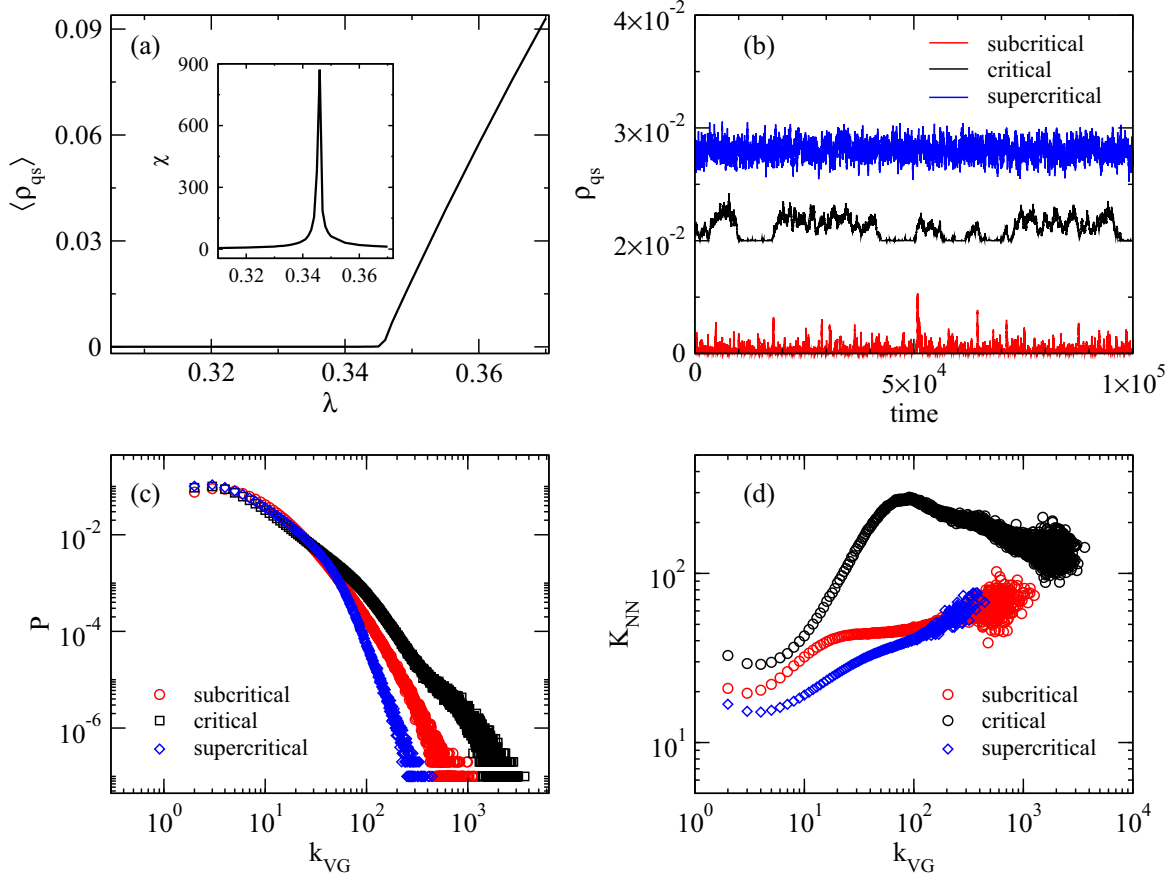 (a)
0.09
0.06
0.03
0
⟨ρqs⟩
0.32
0.34
0.36
λ
900
600
300
0
χ
0.32
0.34
0.36
(b)
subcritical
critical
supercritical
4×10⁻²
3×10⁻²
2×10⁻²
0
ρqs
0
5×10⁴
1×10⁵
time
(c)
10⁻²
10⁻⁴
10⁻⁶
P
subcritical
critical
supercritical
10⁰
10¹
10²
10³
kVG
(d)
10²
10¹
KNN
subcritical
critical
supercritical
10⁰
10¹
10²
10³
10⁴
kVG